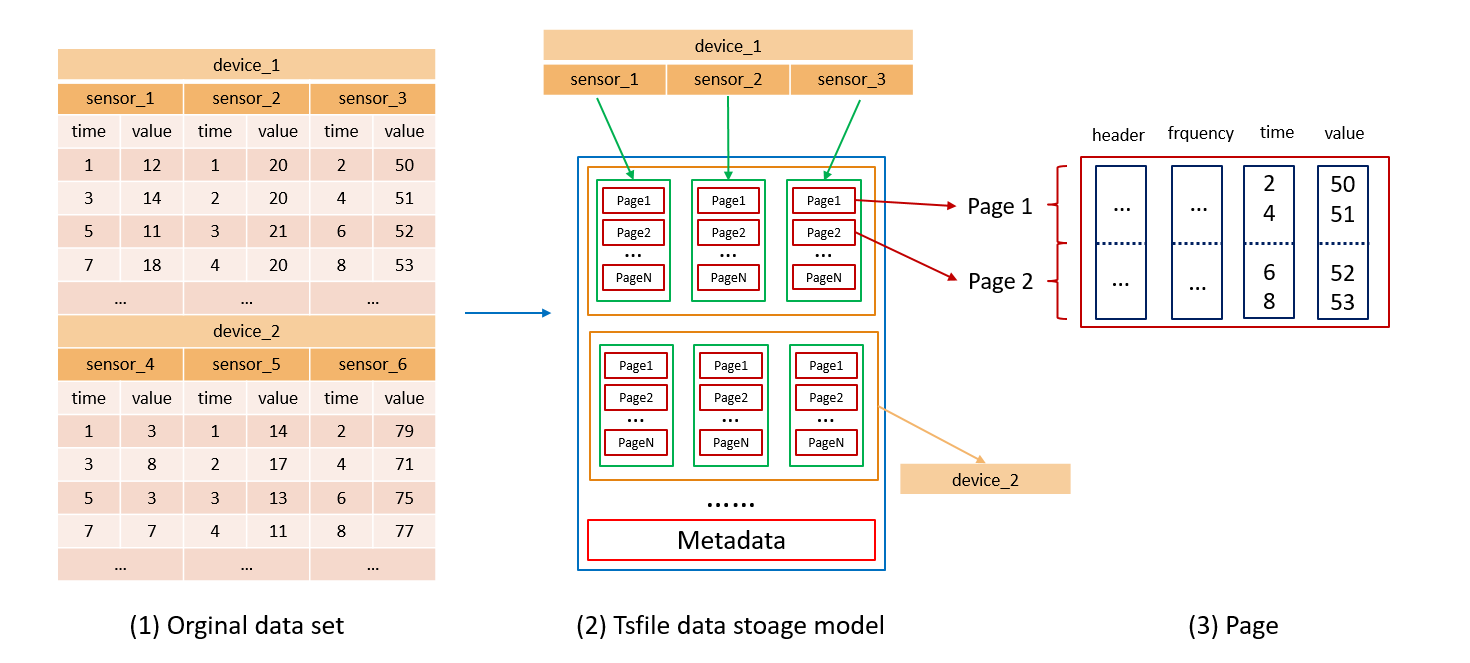 device_1
sensor_1 sensor_2 sensor_3
time value time value time value
1 12 1 20 2 50
3 14 2 20 4 51
5 11 3 21 6 52
7 18 4 20 8 53
... ... ...
device_2
sensor_4 sensor_5 sensor_6
time value time value time value
1 3 1 14 2 79
3 8 2 17 4 71
5 3 3 13 6 75
7 7 4 11 8 77
... ... ...
(1) Orginal data set
device_1
sensor_1 sensor_2 sensor_3
Page1 Page1 Page1
Page2 Page2 Page2
... ... ...
PageN PageN PageN
Page1 Page1 Page1
Page2 Page2 Page2
... ... ...
PageN PageN PageN
device_2
......
Metadata
(2) Tsfile data stoage model
header frquency time value
Page 1
... ... 2 50
4 51
Page 2
... ... 6 52
8 53
(3) Page